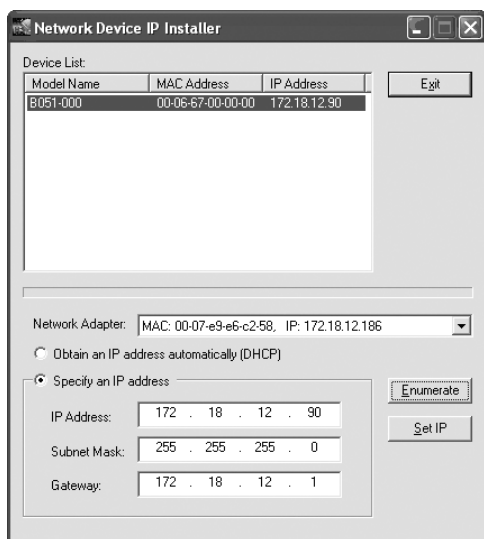 Network Device IP Installer
Device List:
Model Name MAC Address IP Address
B051-000 00-06-67-00-00-00 172.18.12.90
Exit
Network Adapter: MAC: 00-07-e9-e6-c2-58, IP: 172.18.12.186
Obtain an IP address automatically (DHCP)
Specify an IP address
IP Address: 172 . 18 . 12 . 90
Subnet Mask: 255 . 255 . 255 . 0
Gateway: 172 . 18 . 12 . 1
Enumerate
Set IP